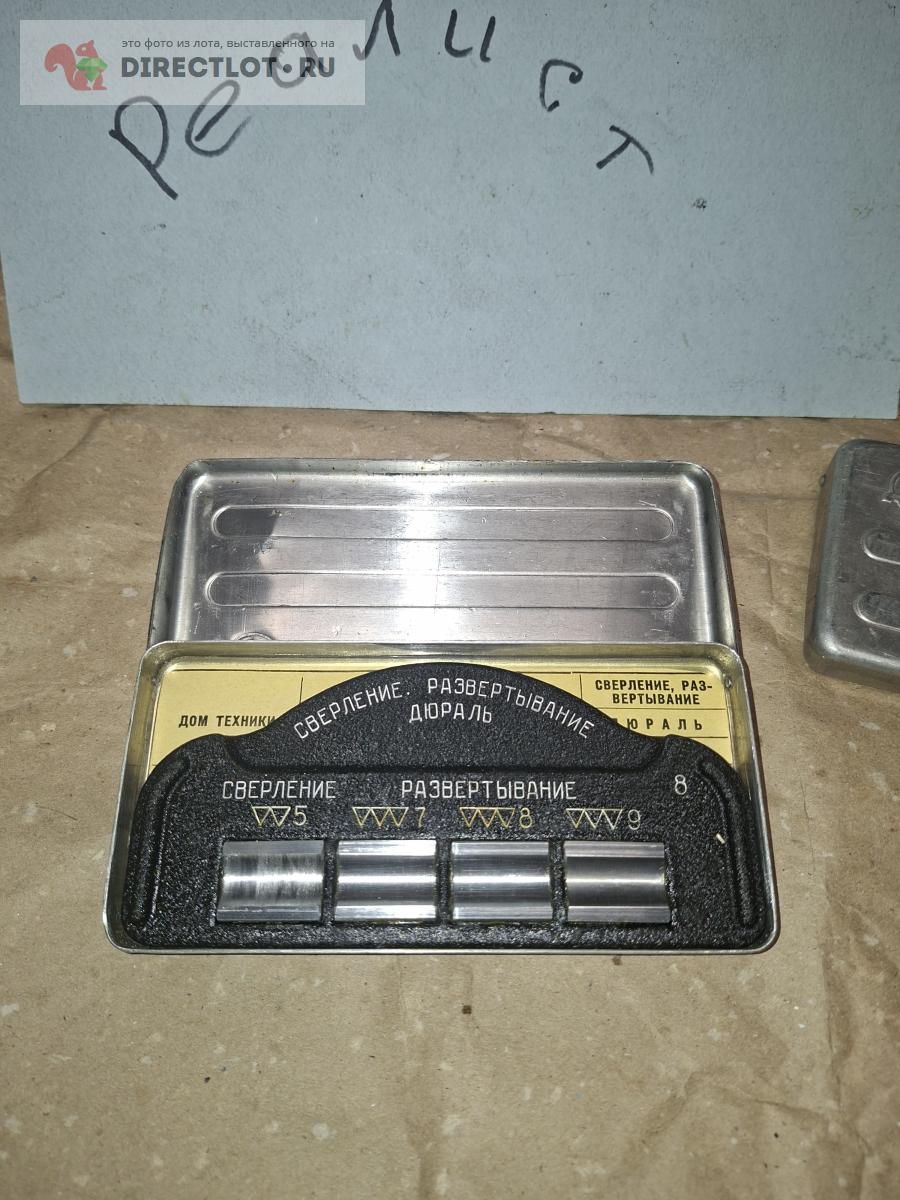 это фото из лота, выставленного на
DIRECTLOT.RU
реалист
ДОМ ТЕХНИКИ
СВЕРЛЕНИЕ, РАЗ-
ВЕРТЫВАНИЕ
ДЮРАЛЬ
СВЕРЛЕНИЕ. РАЗВЕРТЫВАНИЕ
ДЮРАЛЬ
СВЕРЛЕНИЕ РАЗВЕРТЫВАНИЕ 8
▽▽5 ▽▽▽7 ▽▽▽8 ▽▽▽9